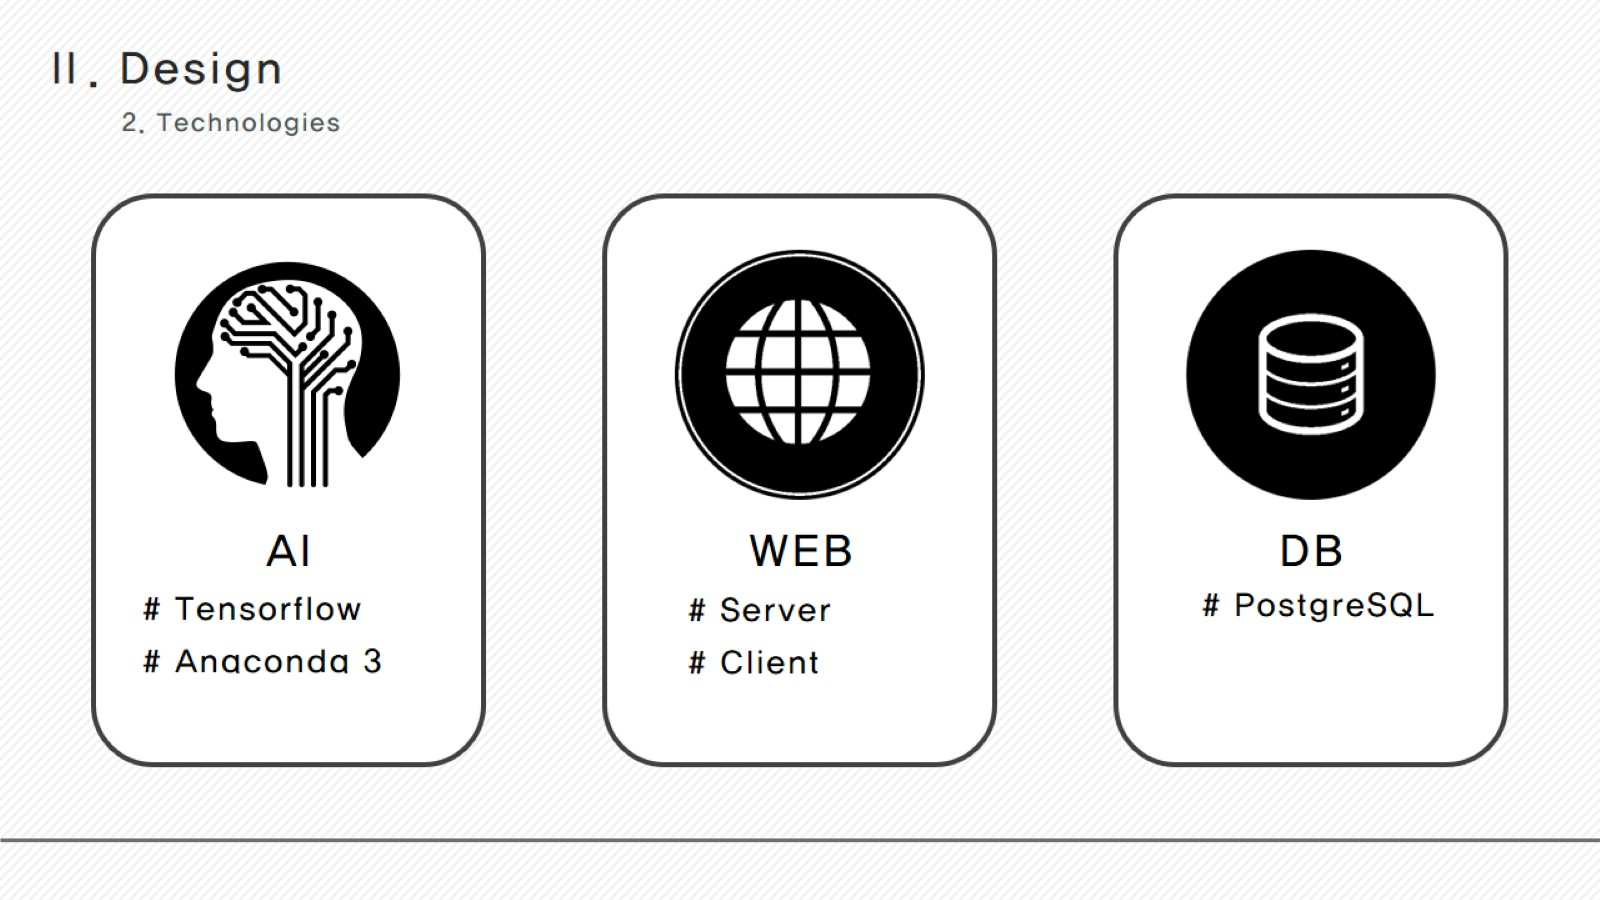 II. Design
2. Technologies
AI
# Tensorflow
# Anaconda 3
WEB
# Server
# Client
DB
# PostgreSQL